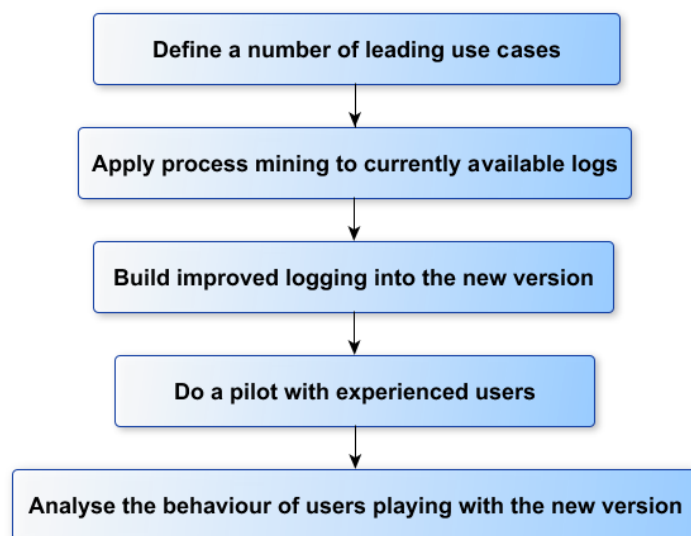 Define a number of leading use cases
Apply process mining to currently available logs
Build improved logging into the new version
Do a pilot with experienced users
Analyse the behaviour of users playing with the new version